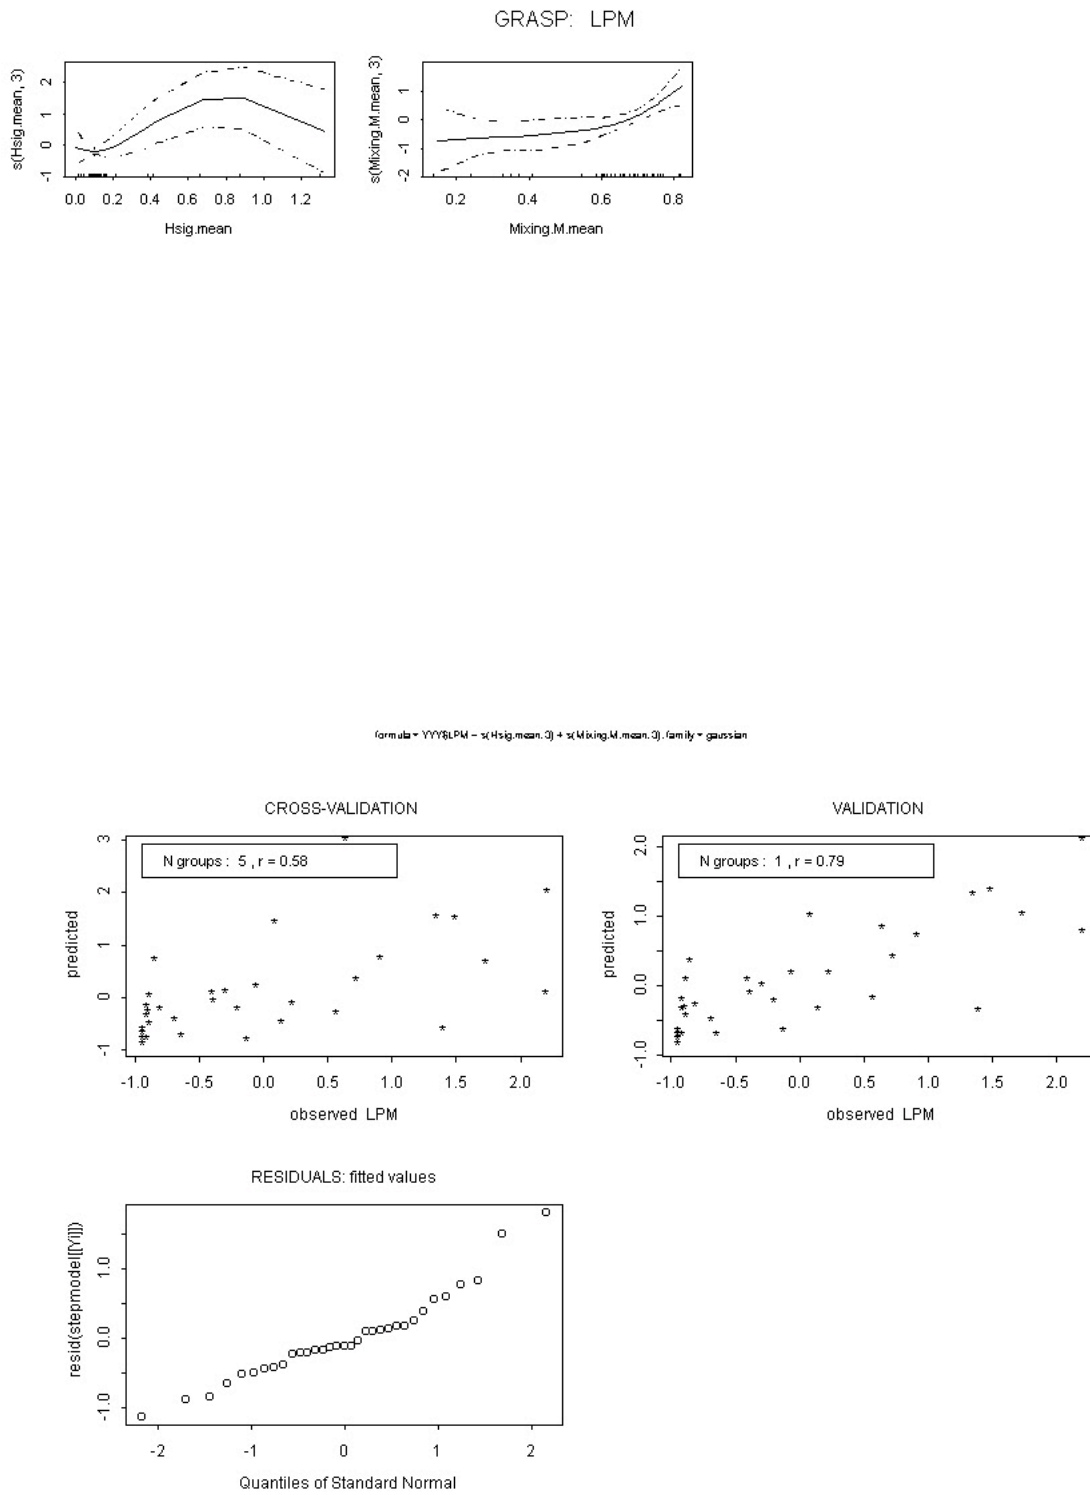 GRASP: LPM
s(Hsig.mean, 3)
2
1
0
-1
0.0 0.2 0.4 0.6 0.8 1.0 1.2
Hsig.mean
s(Mixing.M.mean, 3)
1
0
-1
-2
0.2 0.4 0.6 0.8
Mixing.M.mean
formula = YYY$LPM ~ s(Hsig.mean, 3) + s(Mixing.M.mean, 3), family = gaussian
CROSS-VALIDATION
N groups : 5 , r = 0.58
predicted
3
2
1
0
-1
-1.0 -0.5 0.0 0.5 1.0 1.5 2.0
observed LPM
VALIDATION
N groups : 1 , r = 0.79
predicted
2.0
1.0
0.0
-1.0
-1.0 -0.5 0.0 0.5 1.0 1.5 2.0
observed LPM
RESIDUALS: fitted values
resid(stepmodel[[Yi]])
1.0
0.0
-1.0
-2 -1 0 1 2
Quantiles of Standard Normal